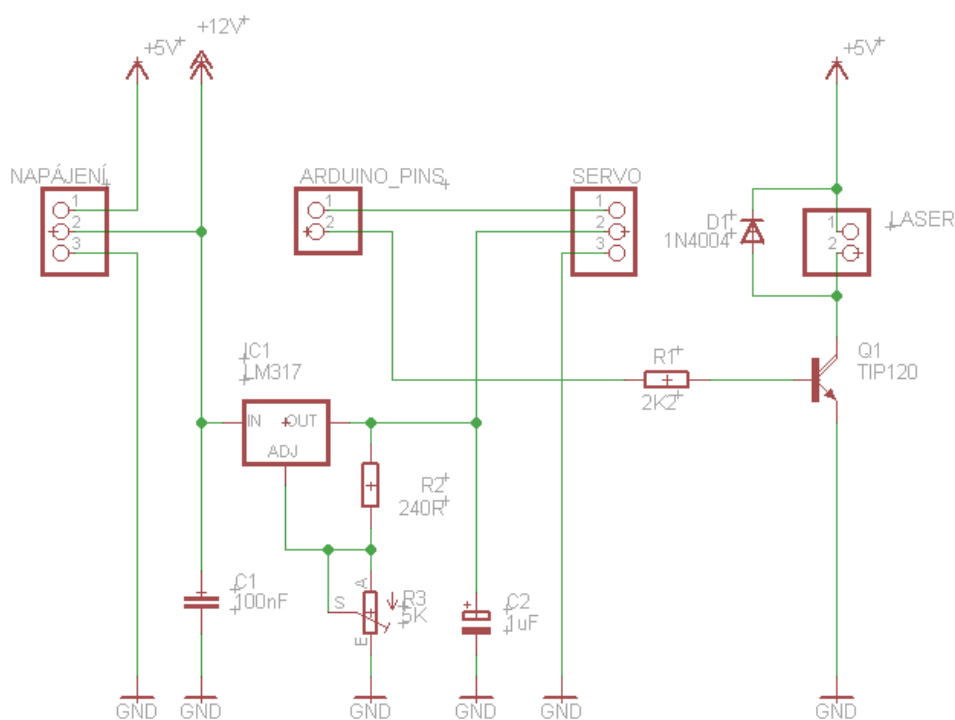 +12V
+5V
+5V
NAPÁJENÍ
ARDUINO_PINS
SERVO
1
2
3
1
2
1
2
3
D1
1N4004
1
2
LASER
IC1
LM317
IN
OUT
ADJ
R1
2K2
Q1
TIP120
R2
240R
C1
100nF
A
S
E
R3
5K
C2
1uF
GND
GND
GND
GND
GND
GND